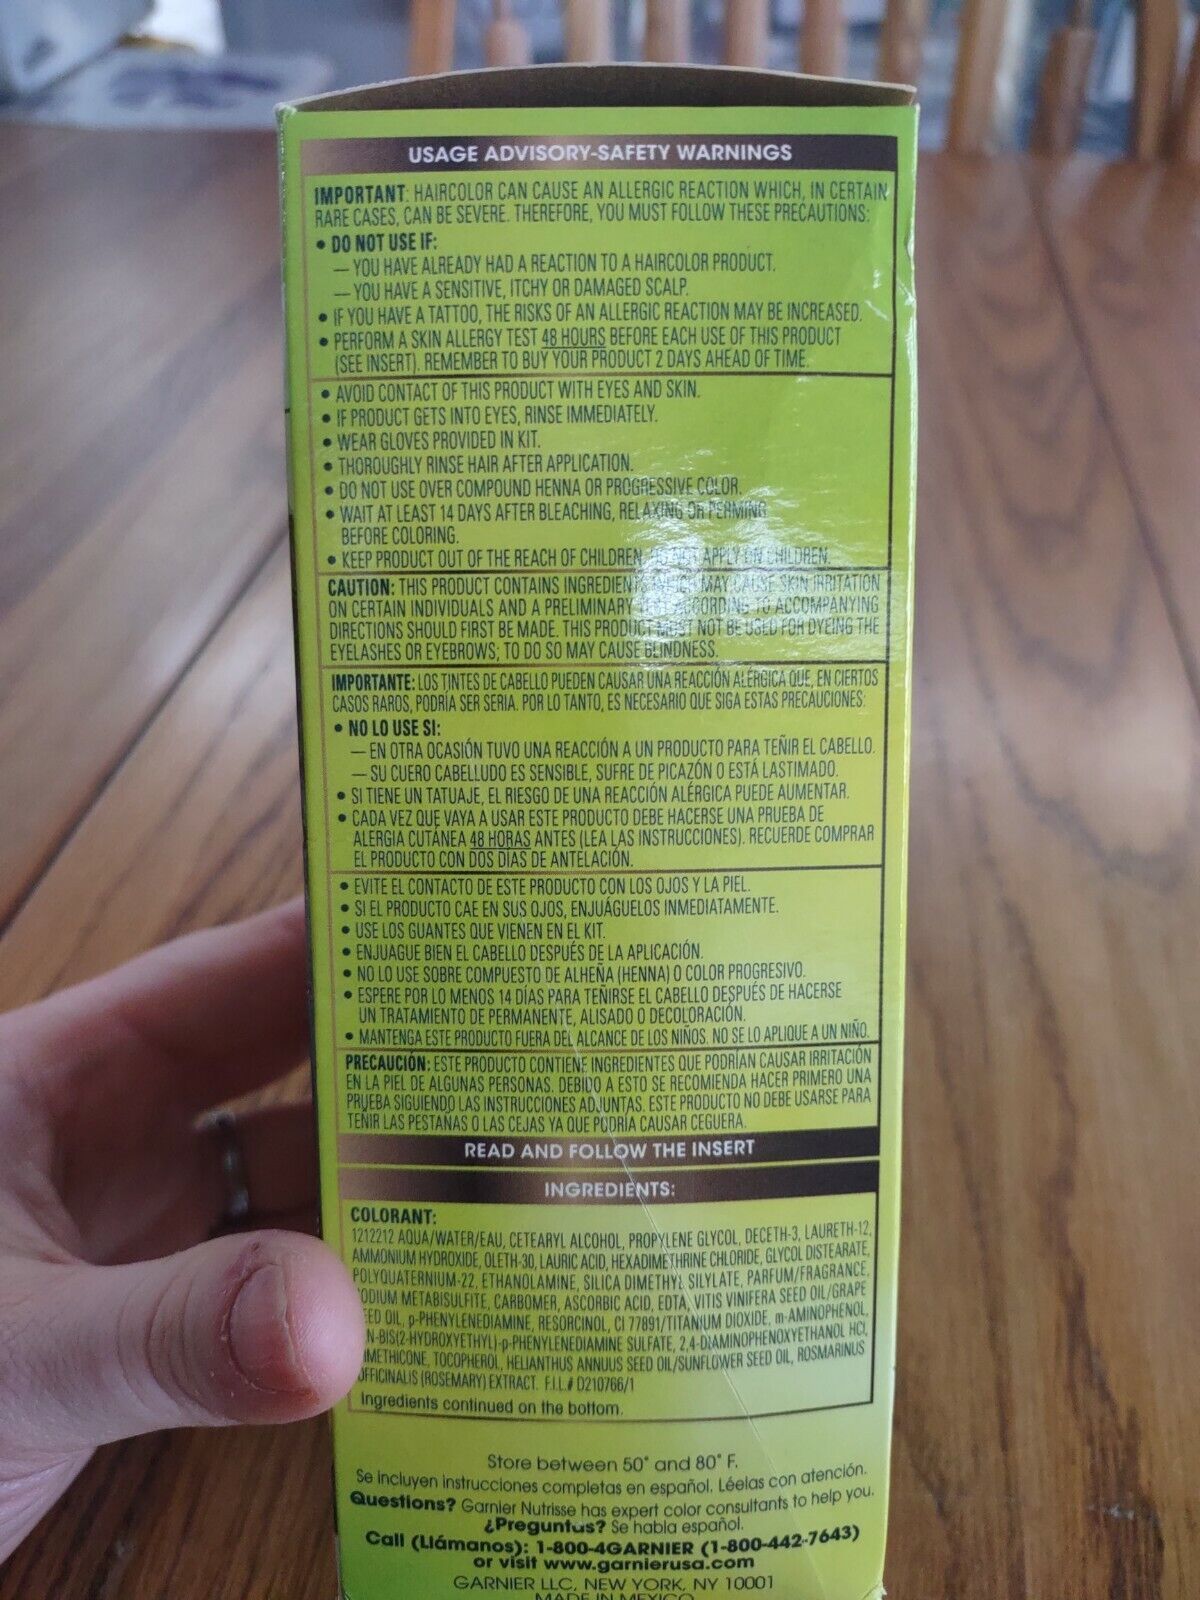 USAGE ADVISORY-SAFETY WARNINGS
IMPORTANT: HAIRCOLOR CAN CAUSE AN ALLERGIC REACTION WHICH, IN CERTAIN
RARE CASES, CAN BE SEVERE. THEREFORE, YOU MUST FOLLOW THESE PRECAUTIONS:
• DO NOT USE IF:
— YOU HAVE ALREADY HAD A REACTION TO A HAIRCOLOR PRODUCT.
— YOU HAVE A SENSITIVE, ITCHY OR DAMAGED SCALP.
• IF YOU HAVE A TATTOO, THE RISKS OF AN ALLERGIC REACTION MAY BE INCREASED.
• PERFORM A SKIN ALLERGY TEST 48 HOURS BEFORE EACH USE OF THIS PRODUCT
(SEE INSERT). REMEMBER TO BUY YOUR PRODUCT 2 DAYS AHEAD OF TIME.
• AVOID CONTACT OF THIS PRODUCT WITH EYES AND SKIN.
• IF PRODUCT GETS INTO EYES, RINSE IMMEDIATELY.
• WEAR GLOVES PROVIDED IN KIT.
• THOROUGHLY RINSE HAIR AFTER APPLICATION.
• DO NOT USE OVER COMPOUND HENNA OR PROGRESSIVE COLOR.
• WAIT AT LEAST 14 DAYS AFTER BLEACHING, RELAXING OR PERMING
BEFORE COLORING.
• KEEP PRODUCT OUT OF THE REACH OF CHILDREN. DO NOT APPLY ON CHILDREN.
CAUTION: THIS PRODUCT CONTAINS INGREDIENTS WHICH MAY CAUSE SKIN IRRITATION
ON CERTAIN INDIVIDUALS AND A PRELIMINARY TEST ACCORDING TO ACCOMPANYING
DIRECTIONS SHOULD FIRST BE MADE. THIS PRODUCT MUST NOT BE USED FOR DYEING THE
EYELASHES OR EYEBROWS; TO DO SO MAY CAUSE BLINDNESS.
IMPORTANTE: LOS TINTES DE CABELLO PUEDEN CAUSAR UNA REACCIÓN ALÉRGICA QUE, EN CIERTOS
CASOS RAROS, PODRÍA SER SERIA. POR LO TANTO, ES NECESARIO QUE SIGA ESTAS PRECAUCIONES:
• NO LO USE SI:
— EN OTRA OCASIÓN TUVO UNA REACCIÓN A UN PRODUCTO PARA TEÑIR EL CABELLO.
— SU CUERO CABELLUDO ES SENSIBLE, SUFRE DE PICAZÓN O ESTÁ LASTIMADO.
• SI TIENE UN TATUAJE, EL RIESGO DE UNA REACCIÓN ALÉRGICA PUEDE AUMENTAR.
• CADA VEZ QUE VAYA A USAR ESTE PRODUCTO DEBE HACERSE UNA PRUEBA DE
ALERGIA CUTÁNEA 48 HORAS ANTES (LEA LAS INSTRUCCIONES). RECUERDE COMPRAR
EL PRODUCTO CON DOS DÍAS DE ANTELACIÓN.
• EVITE EL CONTACTO DE ESTE PRODUCTO CON LOS OJOS Y LA PIEL.
• SI EL PRODUCTO CAE EN SUS OJOS, ENJUÁGUELOS INMEDIATAMENTE.
• USE LOS GUANTES QUE VIENEN EN EL KIT.
• ENJUAGUE BIEN EL CABELLO DESPUÉS DE LA APLICACIÓN.
• NO LO USE SOBRE COMPUESTO DE ALHEÑA (HENNA) O COLOR PROGRESIVO.
• ESPERE POR LO MENOS 14 DÍAS PARA TEÑIRSE EL CABELLO DESPUÉS DE HACERSE
UN TRATAMIENTO DE PERMANENTE, ALISADO O DECOLORACIÓN.
• MANTENGA ESTE PRODUCTO FUERA DEL ALCANCE DE LOS NIÑOS. NO SE LO APLIQUE A UN NIÑO.
PRECAUCIÓN: ESTE PRODUCTO CONTIENE INGREDIENTES QUE PODRÍAN CAUSAR IRRITACIÓN
EN LA PIEL DE ALGUNAS PERSONAS. DEBIDO A ESTO SE RECOMIENDA HACER PRIMERO UNA
PRUEBA SIGUIENDO LAS INSTRUCCIONES ADJUNTAS. ESTE PRODUCTO NO DEBE USARSE PARA
TEÑIR LAS PESTAÑAS O LAS CEJAS YA QUE PODRÍA CAUSAR CEGUERA.
READ AND FOLLOW THE INSERT
INGREDIENTS:
COLORANT:
1212212 AQUA/WATER/EAU, CETEARYL ALCOHOL, PROPYLENE GLYCOL, DECETH-3, LAURETH-12,
AMMONIUM HYDROXIDE, OLETH-30, LAURIC ACID, HEXADIMETHRINE CHLORIDE, GLYCOL DISTEARATE,
POLYQUATERNIUM-22, ETHANOLAMINE, SILICA DIMETHYL SILYLATE, PARFUM/FRAGRANCE,
ODIUM METABISULFITE, CARBOMER, ASCORBIC ACID, EDTA, VITIS VINIFERA SEED OIL/GRAPE
EED OIL, p-PHENYLENEDIAMINE, RESORCINOL, CI 77891/TITANIUM DIOXIDE, m-AMINOPHENOL,
N-BIS(2-HYDROXYETHYL)-p-PHENYLENEDIAMINE SULFATE, 2,4-DIAMINOPHENOXYETHANOL HCl,
IMETHICONE, TOCOPHEROL, HELIANTHUS ANNUUS SEED OIL/SUNFLOWER SEED OIL, ROSMARINUS
OFFICINALIS (ROSEMARY) EXTRACT. F.I.L.# D210766/1
Ingredients continued on the bottom.
Store between 50° and 80° F.
Se incluyen instrucciones completas en español. Léelas con atención.
Questions? Garnier Nutrisse has expert color consultants to help you.
¿Preguntas? Se habla español.
Call (Llámanos): 1-800-4GARNIER (1-800-442-7643)
or visit www.garnierusa.com
GARNIER LLC, NEW YORK, NY 10001
MADE IN MEXICO